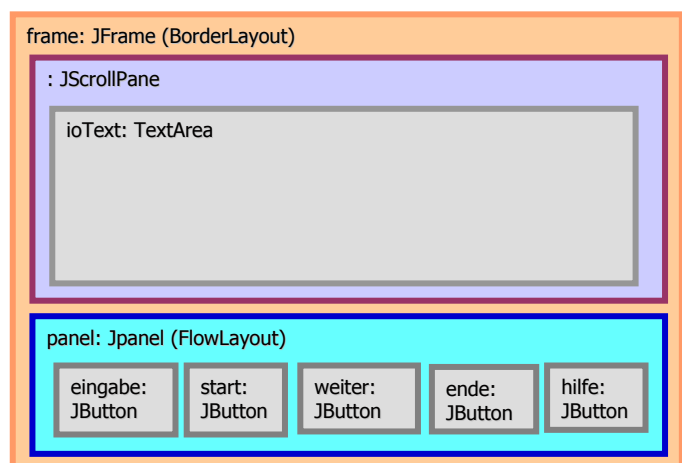 frame: JFrame (BorderLayout)
: JScrollPane
ioText: TextArea
panel: Jpanel (FlowLayout)
eingabe:
JButton
start:
JButton
weiter:
JButton
ende:
JButton
hilfe:
JButton